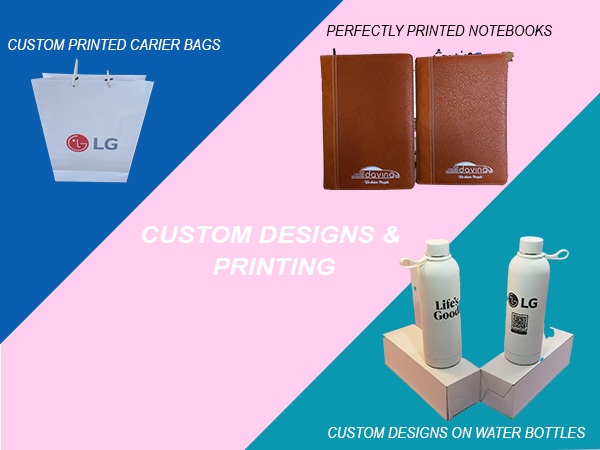 PERFECTLY PRINTED NOTEBOOKS
CUSTOM PRINTED CARIER BAGS
LG
daving
CUSTOM DESIGNS &
PRINTING
Life's
Good
LG
CUSTOM DESIGNS ON WATER BOTTLES